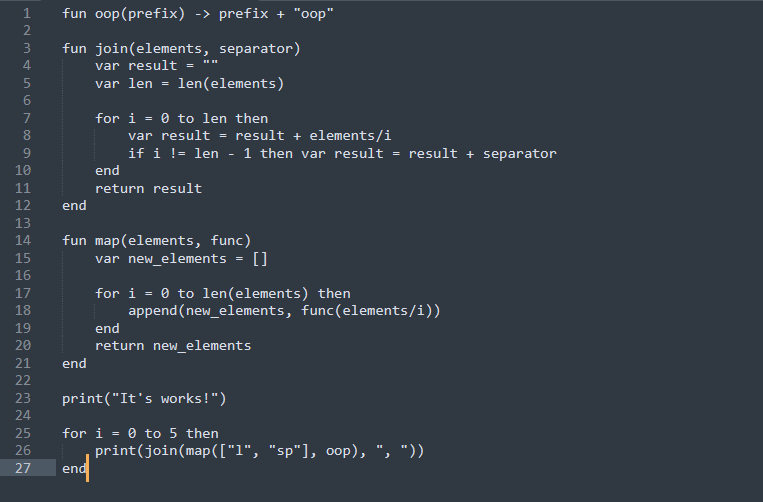 1 fun oop(prefix) -> prefix + "oop"
2
3 fun join(elements, separator)
4     var result = ""
5     var len = len(elements)
6
7     for i = 0 to len then
8         var result = result + elements/i
9         if i != len - 1 then var result = result + separator
10     end
11     return result
12 end
13
14 fun map(elements, func)
15     var new_elements = []
16
17     for i = 0 to len(elements) then
18         append(new_elements, func(elements/i))
19     end
20     return new_elements
21 end
22
23 print("It's works!")
24
25 for i = 0 to 5 then
26     print(join(map(["l", "sp"], oop), ", "))
27 end